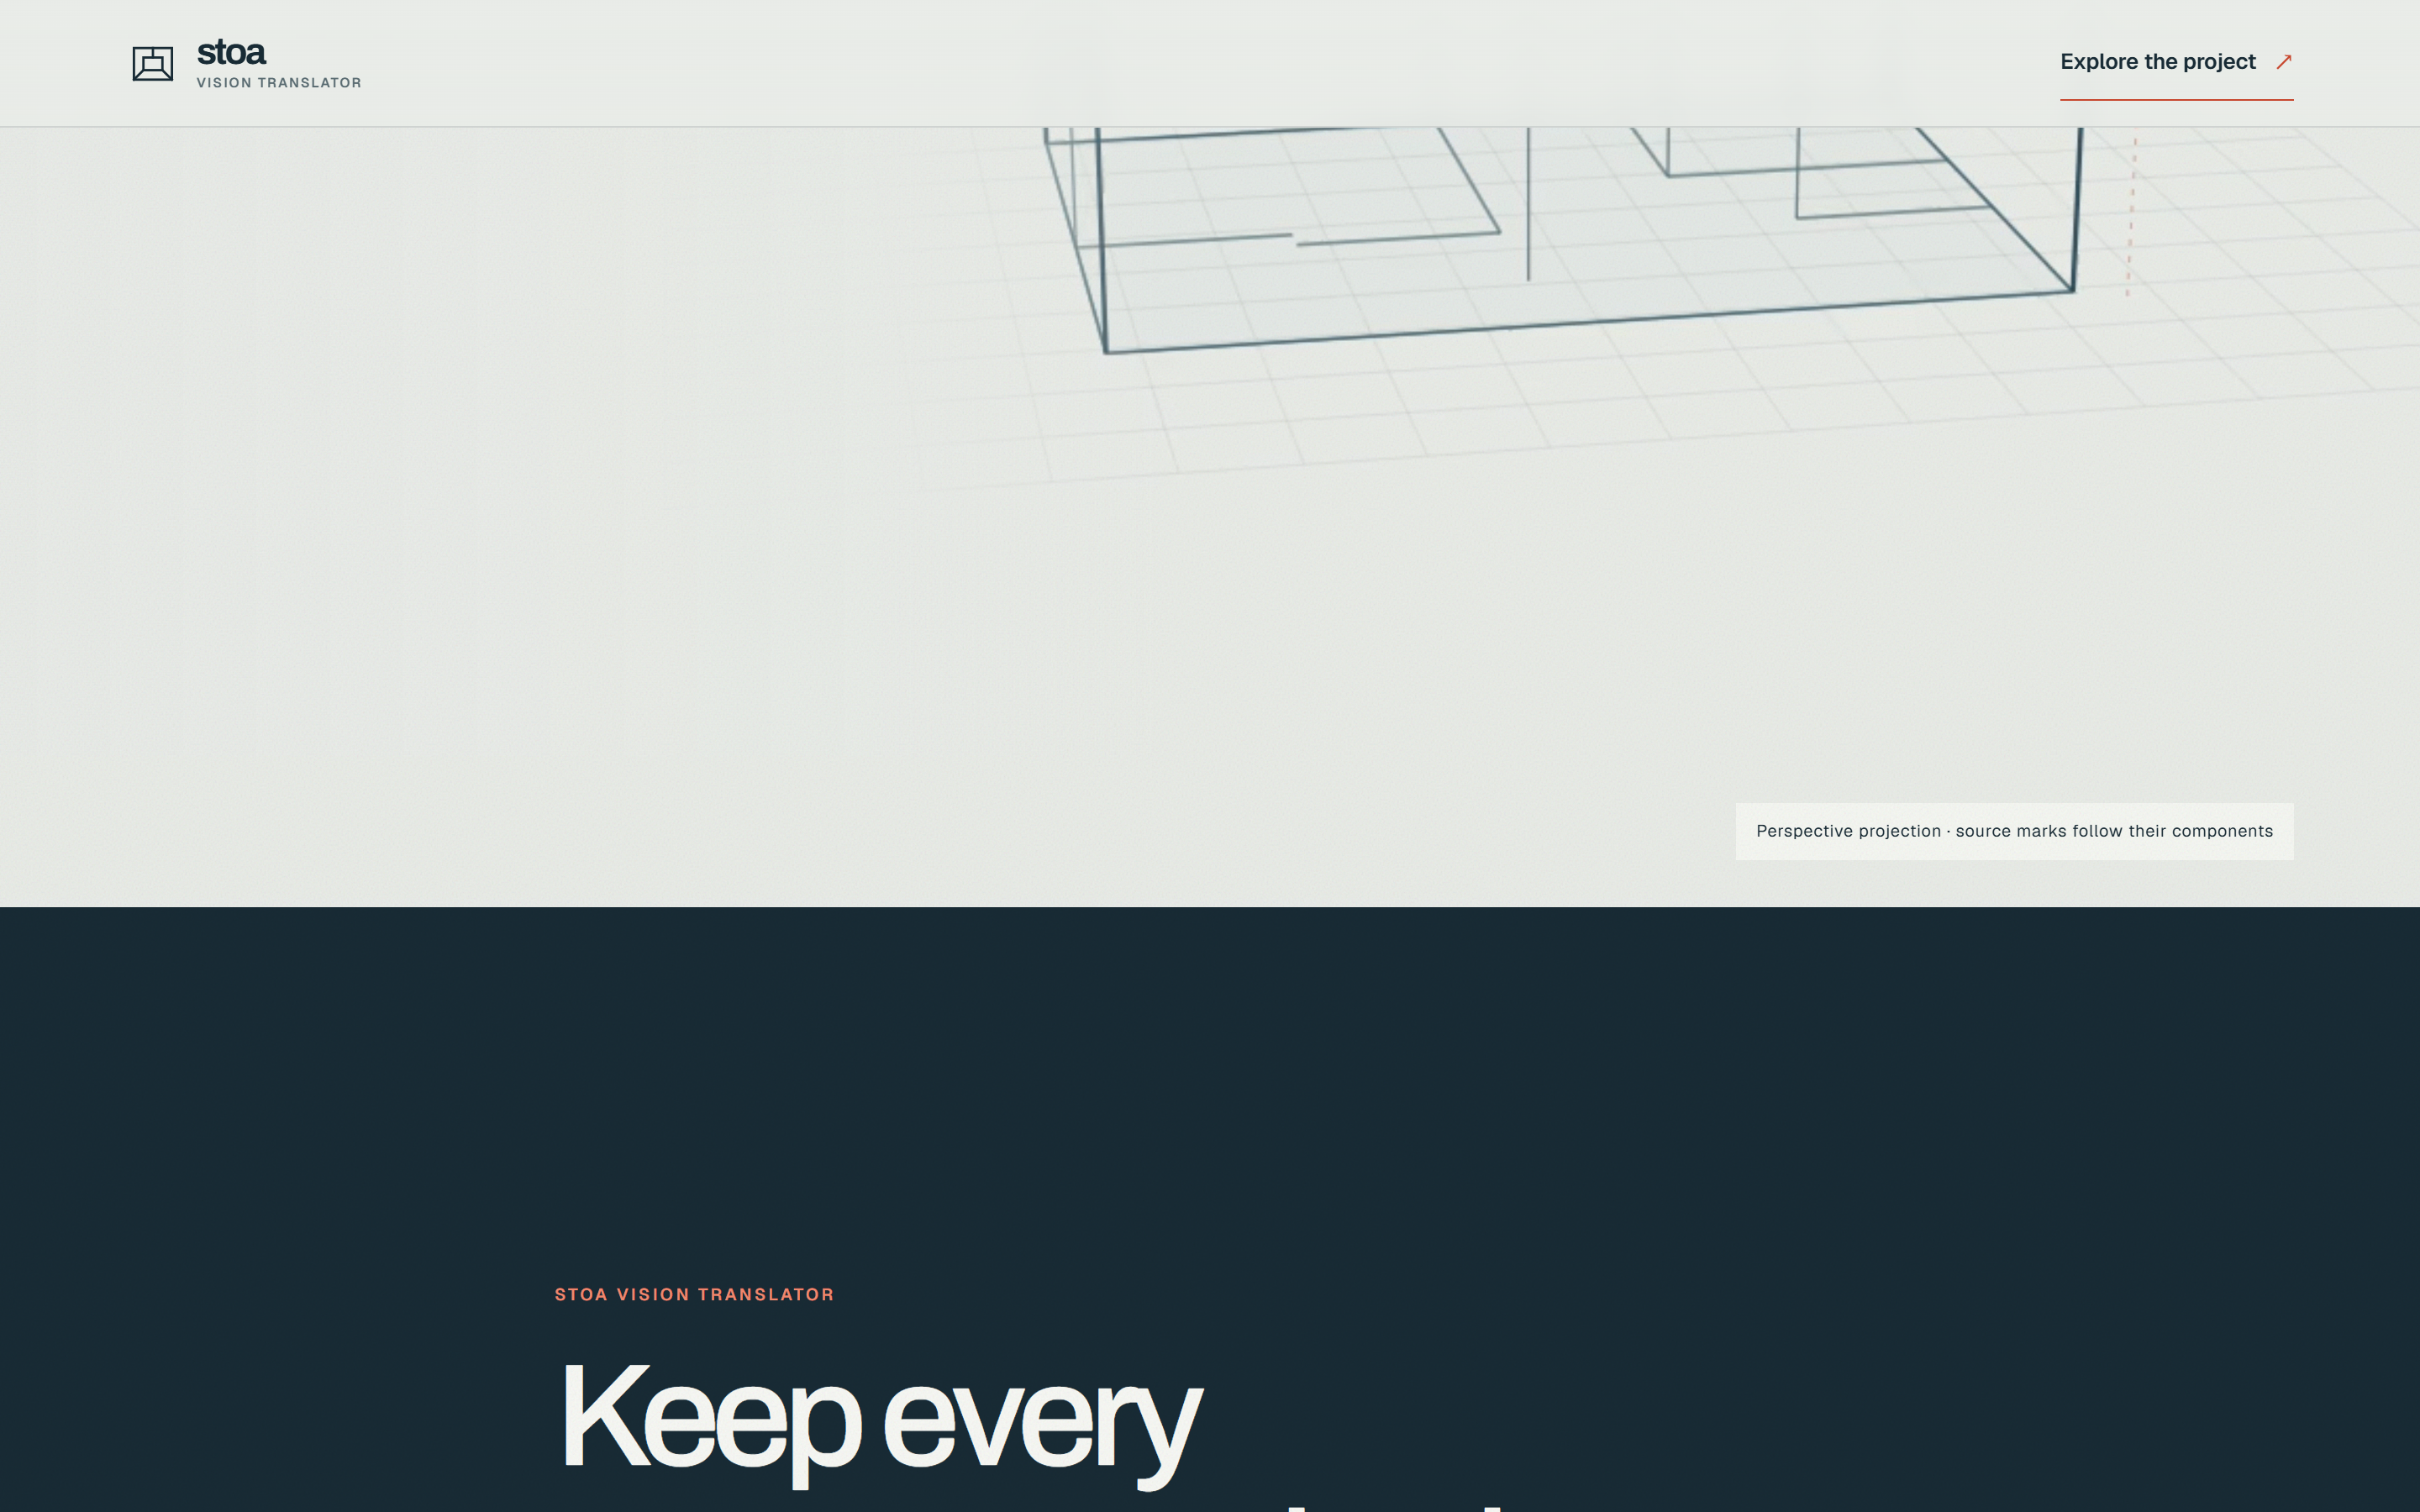 stoa
VISION TRANSLATOR
Explore the project ↗
Perspective projection · source marks follow their components
STOA VISION TRANSLATOR
Keep every